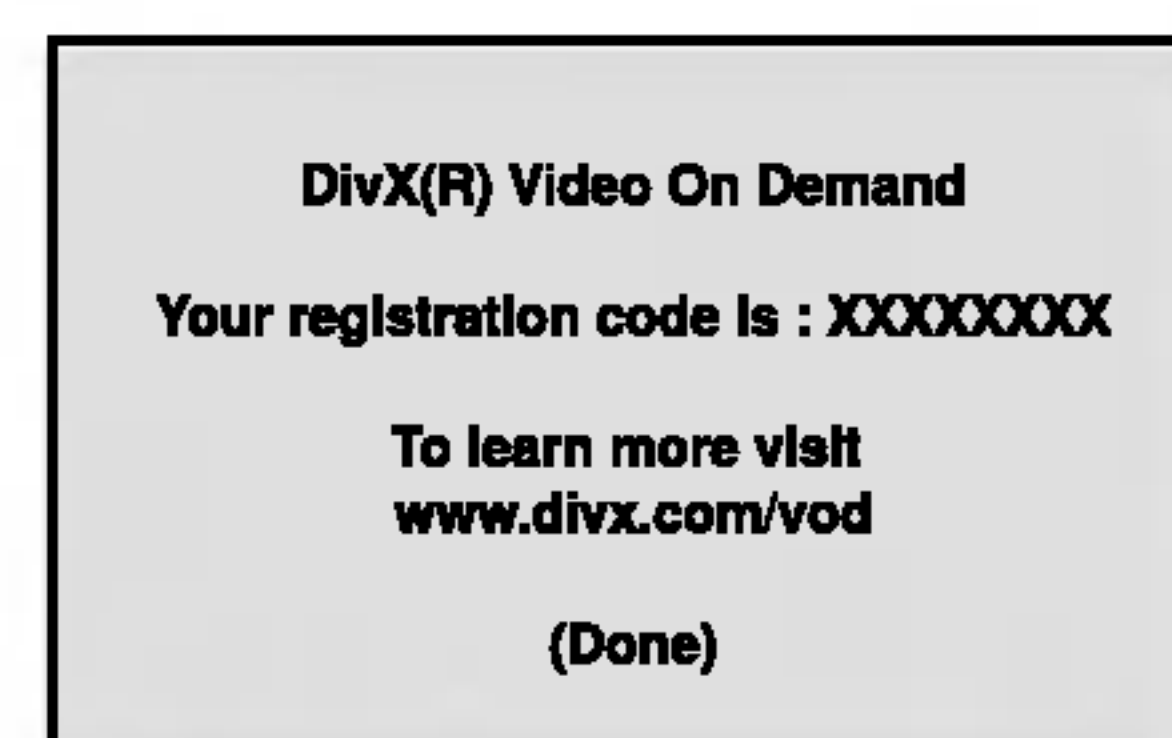 DivX(R) Video On Demand
Your registration code is : XXXXXXXX
To learn more visit
www.divx.com/vod
(Done)